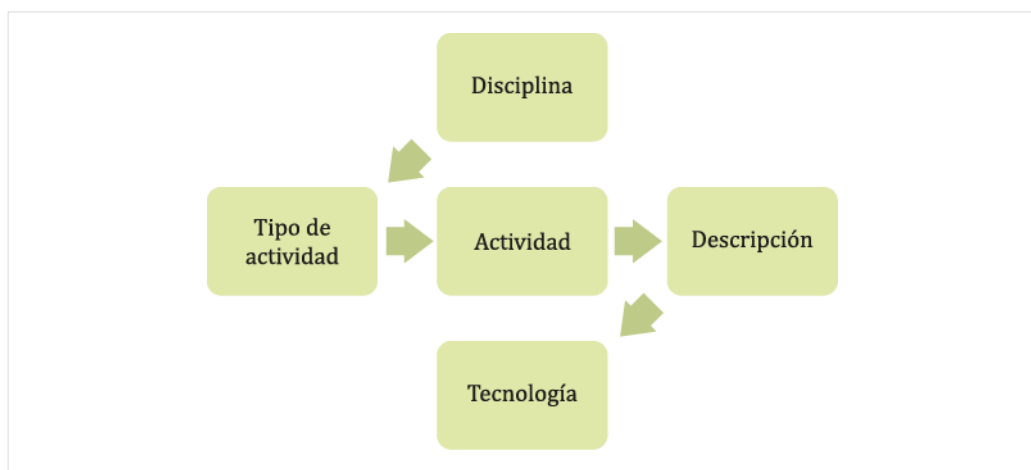 Disciplina
Tipo de
actividad
Actividad
Descripción
Tecnología